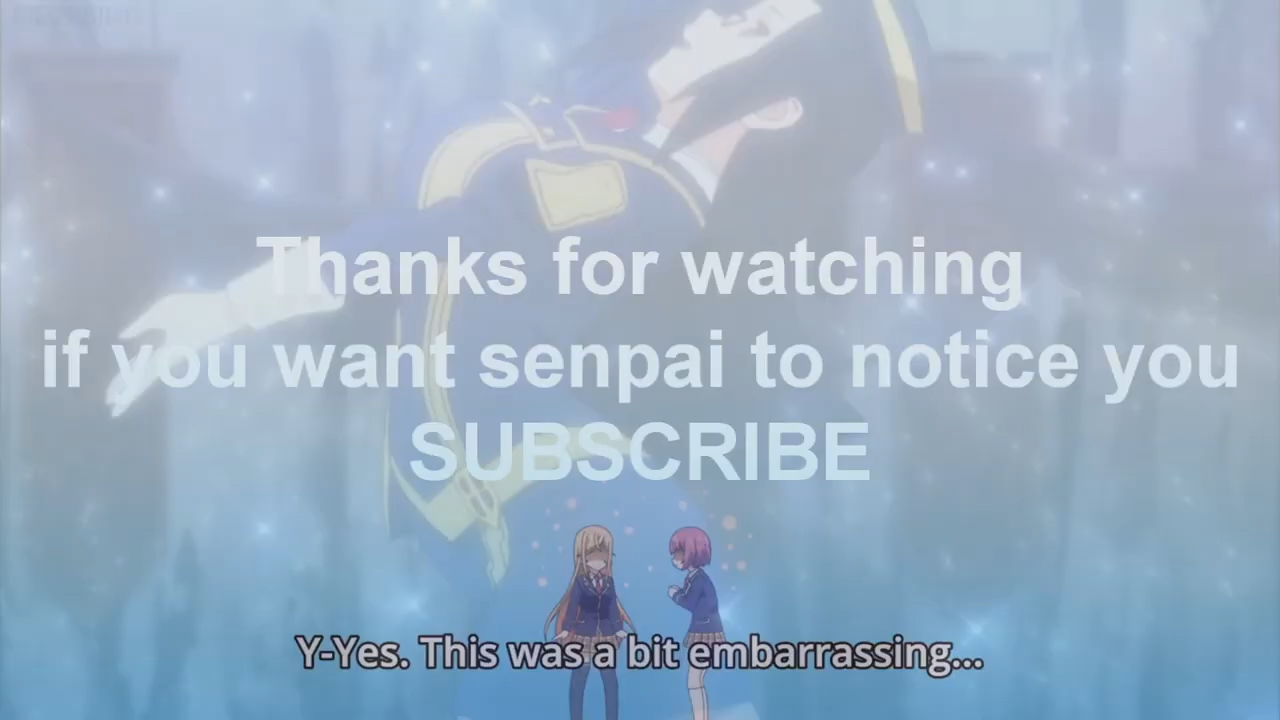 Thanks for watching
if you want senpai to notice you
SUBSCRIBE
Y-Yes. This was a bit embarrassing...